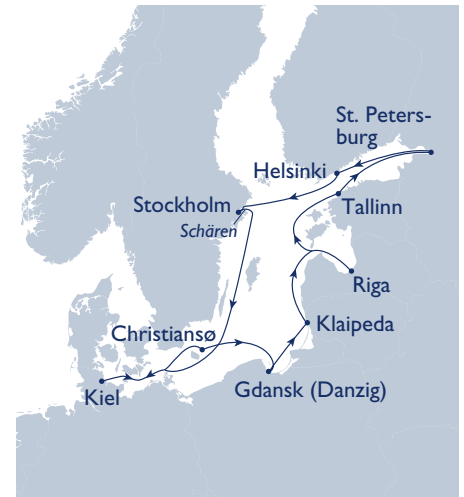 St. Peters-
burg
Helsinki
Stockholm
Tallinn
Schären
Riga
Klaipeda
Christiansø
Gdansk (Danzig)
Kiel